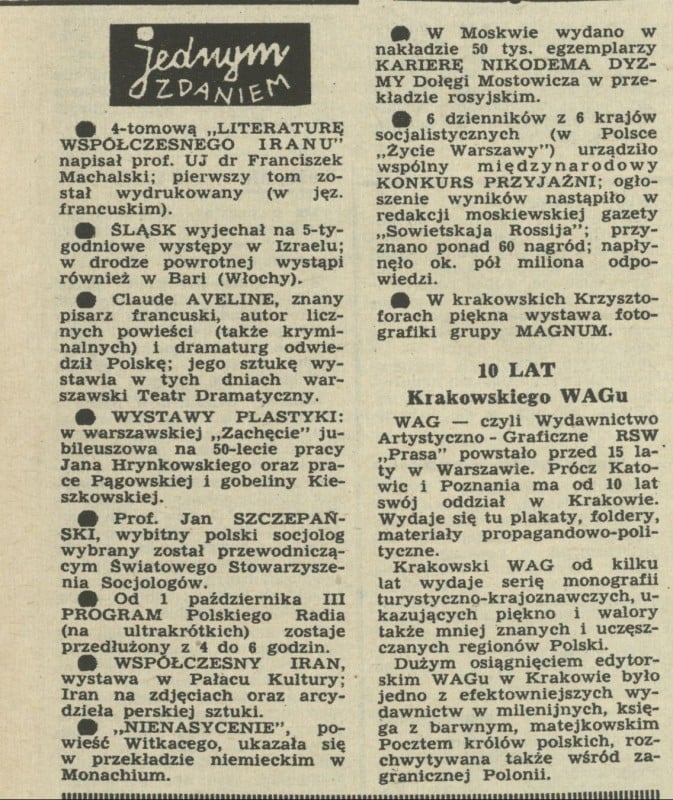 jednym
ZDANIEM
● 4-tomową „LITERATURĘ
WSPÓŁCZESNEGO IRANU"
napisał prof. UJ dr Franciszek
Machalski; pierwszy tom zo-
stał wydrukowany (w jęz.
francuskim).
● ŚLĄSK wyjechał na 5-ty-
godniowe występy w Izraelu;
w drodze powrotnej wystąpi
również w Bari (Włochy).
● Claude AVELINE, znany
pisarz francuski, autor licz-
nych powieści (także krymi-
nalnych) i dramaturg odwie-
dził Polskę; jego sztukę wy-
stawia w tych dniach war-
szawski Teatr Dramatyczny.
● WYSTAWY PLASTYKI:
w warszawskiej „Zachęcie" ju-
bileuszowa na 50-lecie pracy
Jana Hrynkowskiego oraz pra-
ce Pągowskiej i gobeliny Kie-
szkowskiej.
● Prof. Jan SZCZEPAŃ-
SKI, wybitny polski socjolog
wybrany został przewodniczą-
cym Światowego Stowarzysze-
nia Socjologów.
● Od 1 października III
PROGRAM Polskiego Radia
(na ultrakrótkich) zostaje
przedłużony z 4 do 6 godzin.
● WSPÓŁCZESNY IRAN,
wystawa w Pałacu Kultury;
Iran na zdjęciach oraz arcy-
dzieła perskiej sztuki.
● „NIENASYCENIE", po-
wieść Witkacego, ukazała się
w przekładzie niemieckim w
Monachium.
● W Moskwie wydano w
nakładzie 50 tys. egzemplarzy
KARIERĘ NIKODEMA DYZ-
MY Dołęgi Mostowicza w prze-
kładzie rosyjskim.
● 6 dzienników z 6 krajów
socjalistycznych (w Polsce
„Życie Warszawy") urządziło
wspólny międzynarodowy
KONKURS PRZYJAŹNI; ogło-
szenie wyników nastąpiło w
redakcji moskiewskiej gazety
„Sowietskaja Rossija"; przy-
znano ponad 60 nagród; napły-
nęło ok. pół miliona odpo-
wiedzi.
● W krakowskich Krzyszto-
forach piękna wystawa foto-
grafiki grupy MAGNUM.
10 LAT
Krakowskiego WAGu
WAG — czyli Wydawnictwo
Artystyczno - Graficzne RSW
„Prasa" powstało przed 15 la-
ty w Warszawie. Prócz Kato-
wic i Poznania ma od 10 lat
swój oddział w Krakowie.
Wydaje się tu plakaty, foldery,
materiały propagandowo-poli-
tyczne.
Krakowski WAG od kilku
lat wydaje serię monografii
turystyczno-krajoznawczych, u-
kazujących piękno i walory
także mniej znanych i uczęsz-
czanych regionów Polski.
Dużym osiągnięciem edytor-
skim WAGu w Krakowie było
jedno z efektowniejszych wy-
dawnictw w milenijnych, księ-
ga z barwnym, matejkowskim
Pocztem królów polskich, roz-
chwytywana także wśród za-
granicznej Polonii.